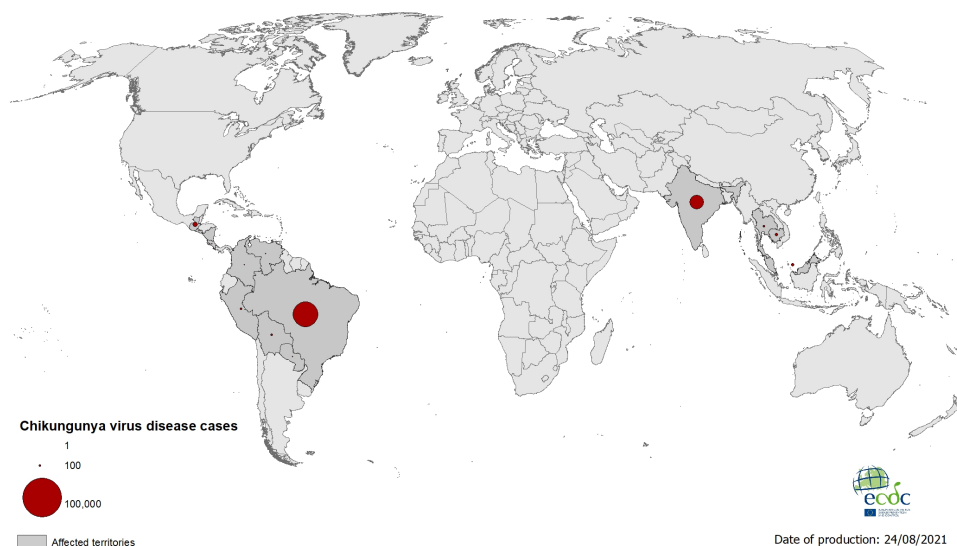 Chikungunya virus disease cases
1
100
100,000
Affected territories
ecdc
Date of production: 24/08/2021